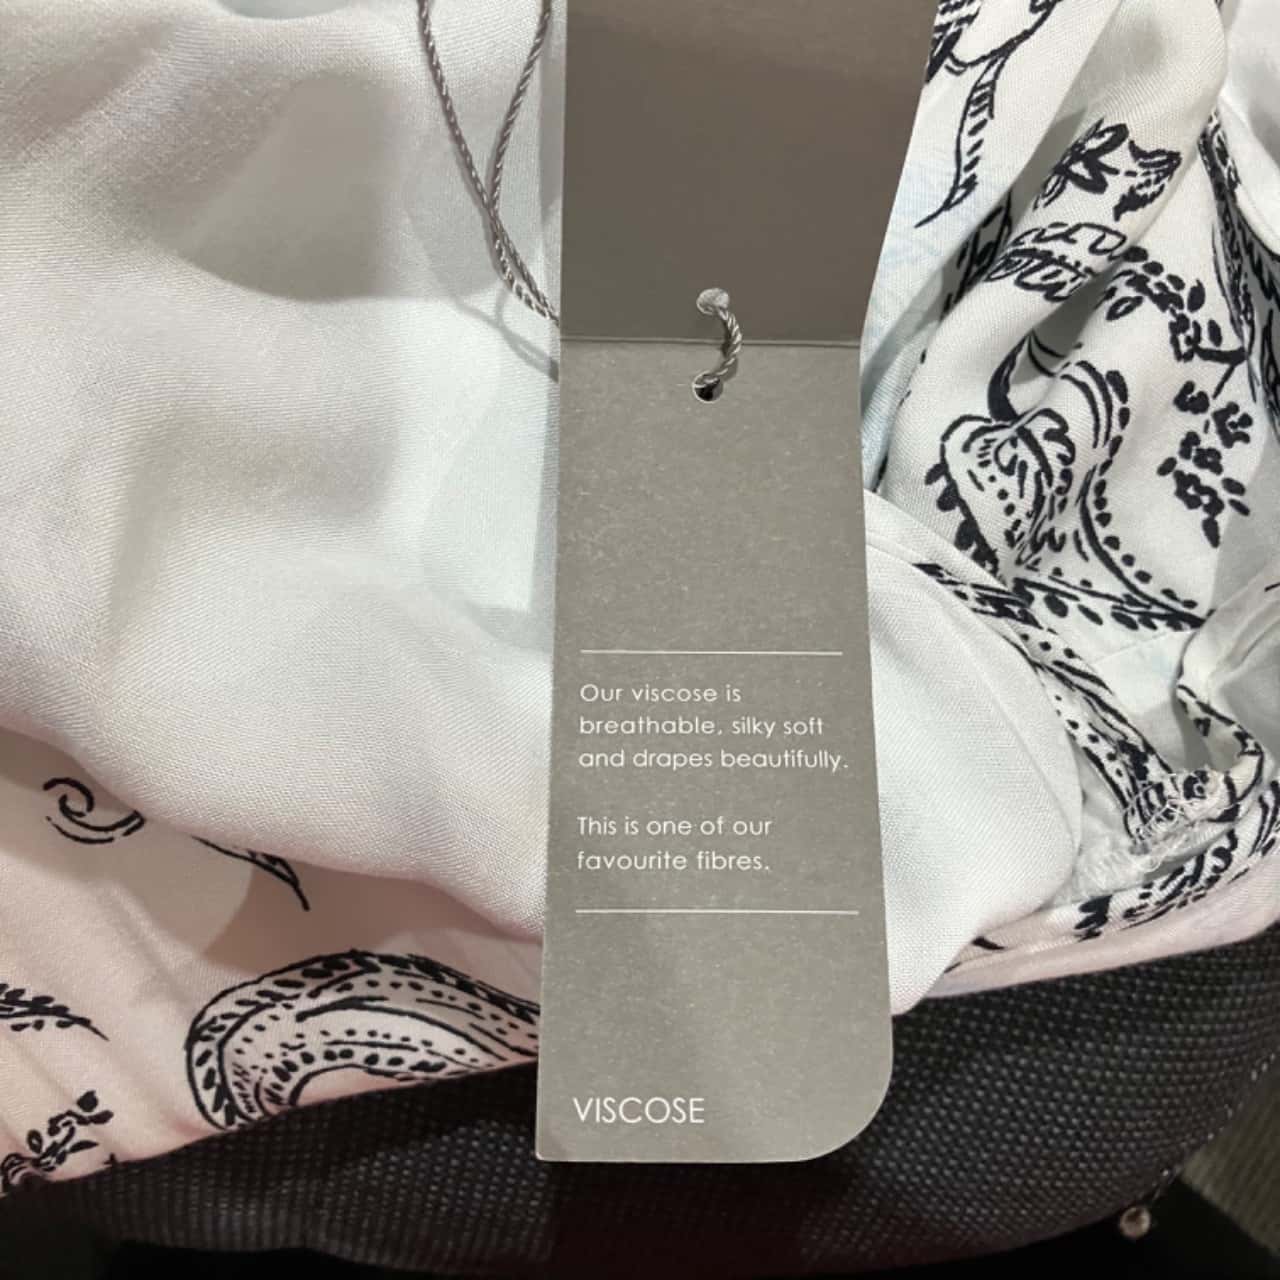 Our viscose is
breathable, silky soft
and drapes beautifully.
This is one of our
favourite fibres.
VISCOSE